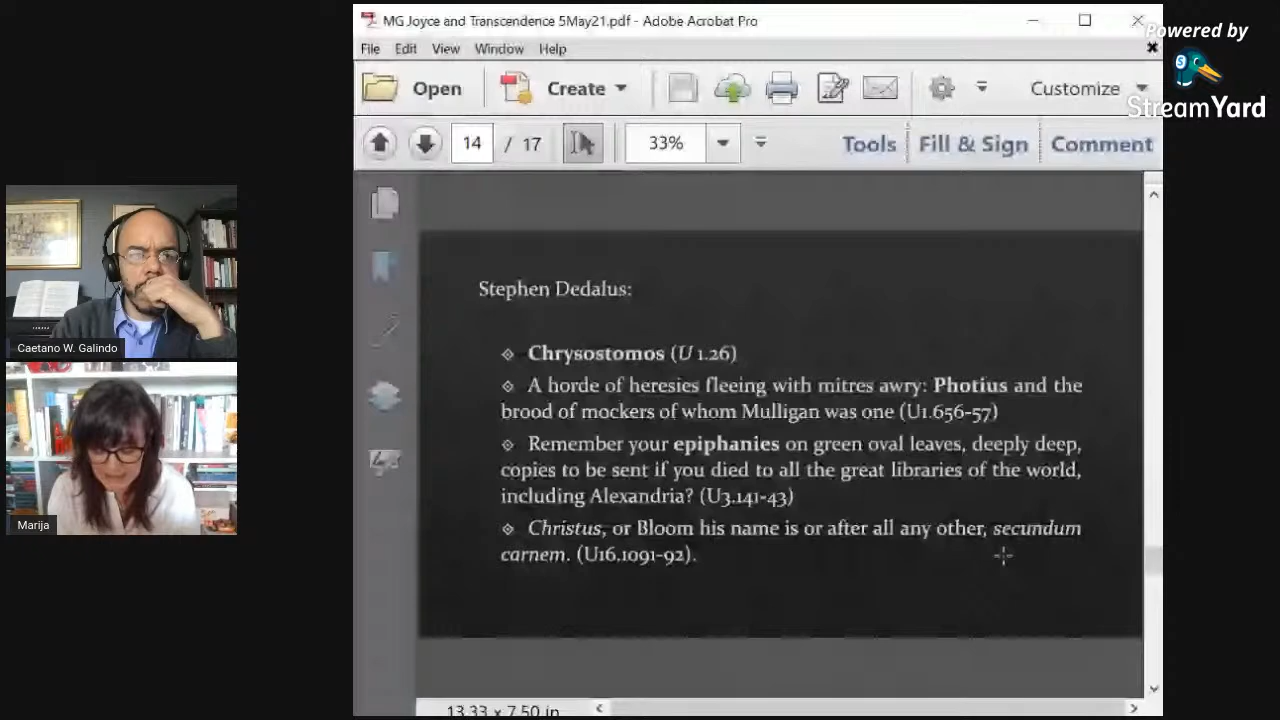 MG Joyce and Transcendence 5May21.pdf - Adobe Acrobat Pro
Powered by
StreamYard
File Edit View Window Help
Open Create Customize
14 / 17 33% Tools Fill & Sign Comment
Stephen Dedalus:
Chrysostomos (U 1.26)
A horde of heresies fleeing with mitres awry: Photius and the
brood of mockers of whom Mulligan was one (U1.656-57)
Remember your epiphanies on green oval leaves, deeply deep,
copies to be sent if you died to all the great libraries of the world,
including Alexandria? (U3.141-43)
Christus, or Bloom his name is or after all any other, secundum
carnem. (U16.1091-92).
13.33 x 7.50 in
Caetano W. Galindo
Marija